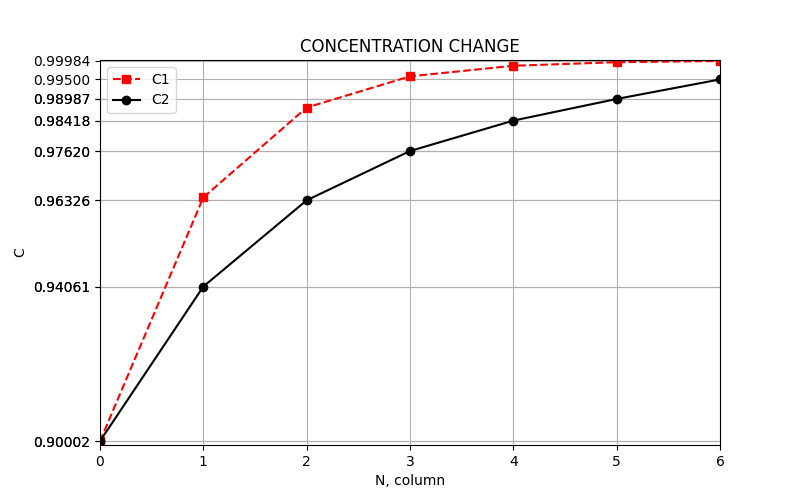 CONCENTRATION CHANGE
0.99984
0.99500
0.98987
0.98418
0.97620
0.96326
0.94061
0.90002
C
C1
C2
0 1 2 3 4 5 6
N, column